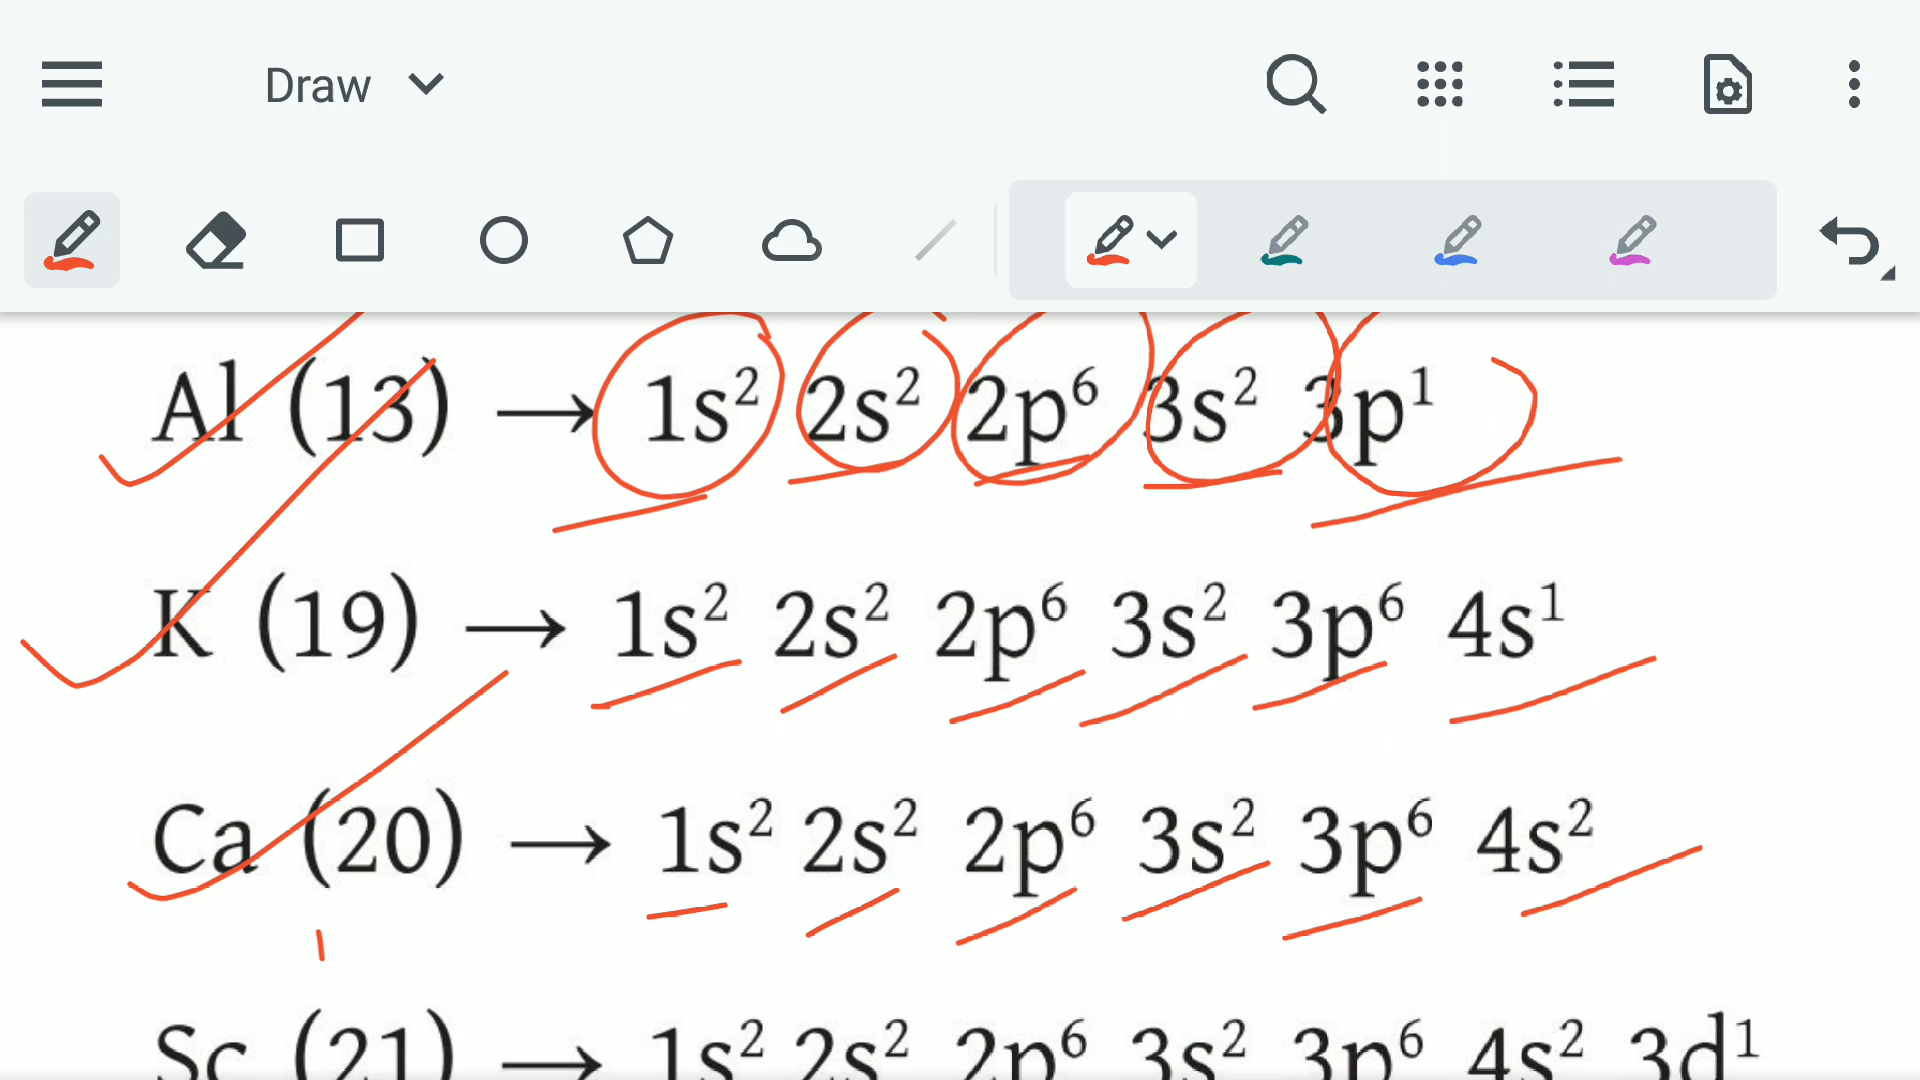 Draw
Al (13) → 1s² 2s² 2p⁶ 3s² 3p¹
K (19) → 1s² 2s² 2p⁶ 3s² 3p⁶ 4s¹
Ca (20) → 1s² 2s² 2p⁶ 3s² 3p⁶ 4s²
Sc (21) → 1s² 2s² 2p⁶ 3s² 3p⁶ 4s² 3d¹